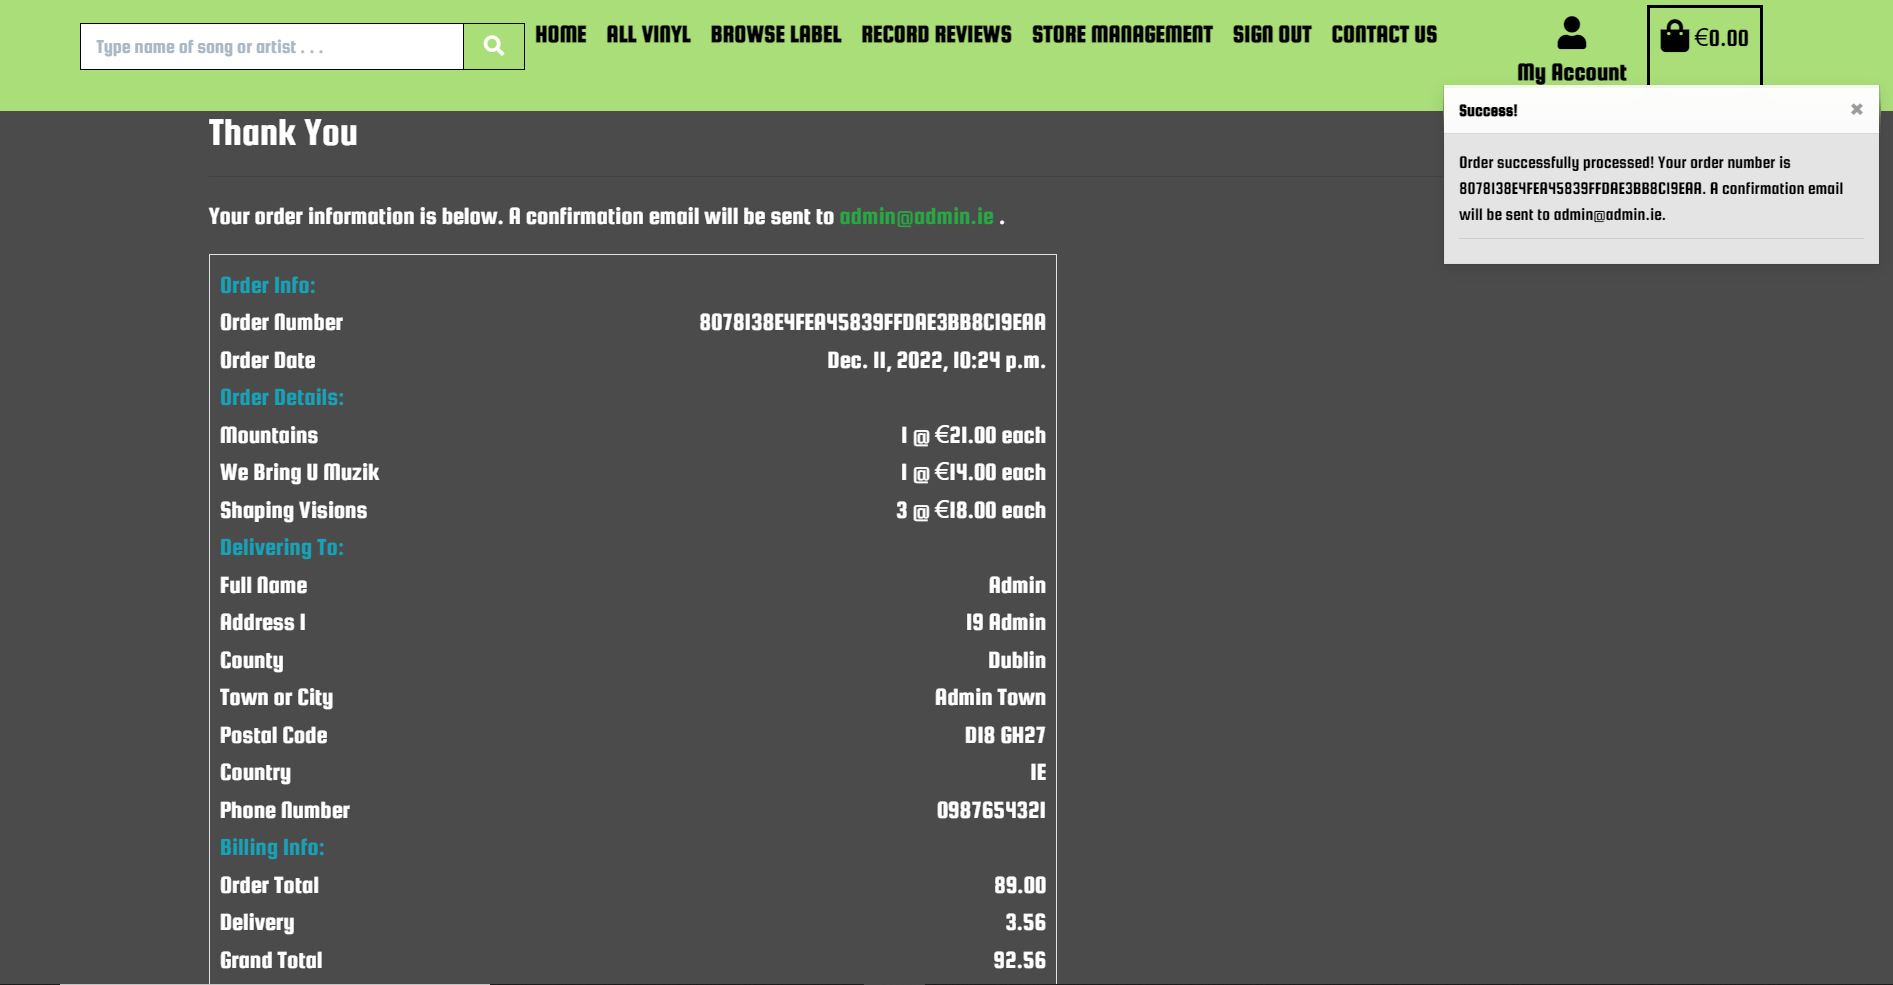 Type name of song or artist . . .
HOME ALL VINYL BROWSE LABEL RECORD REVIEWS STORE MANAGEMENT SIGN OUT CONTACT US
My Account
€0.00
Success!
×
Order successfully processed! Your order number is
8078138E4FEA45839FFDAE3BB8C19EAA. A confirmation email
will be sent to admin@admin.ie.
Thank You
Your order information is below. A confirmation email will be sent to admin@admin.ie .
Order Info:
Order Number 8078138E4FEA45839FFDAE3BB8C19EAA
Order Date Dec. 11, 2022, 10:24 p.m.
Order Details:
Mountains 1 @ €21.00 each
We Bring U Muzik 1 @ €14.00 each
Shaping Visions 3 @ €18.00 each
Delivering To:
Full Name Admin
Address 1 19 Admin
County Dublin
Town or City Admin Town
Postal Code D18 GH27
Country IE
Phone Number 0987654321
Billing Info:
Order Total 89.00
Delivery 3.56
Grand Total 92.56